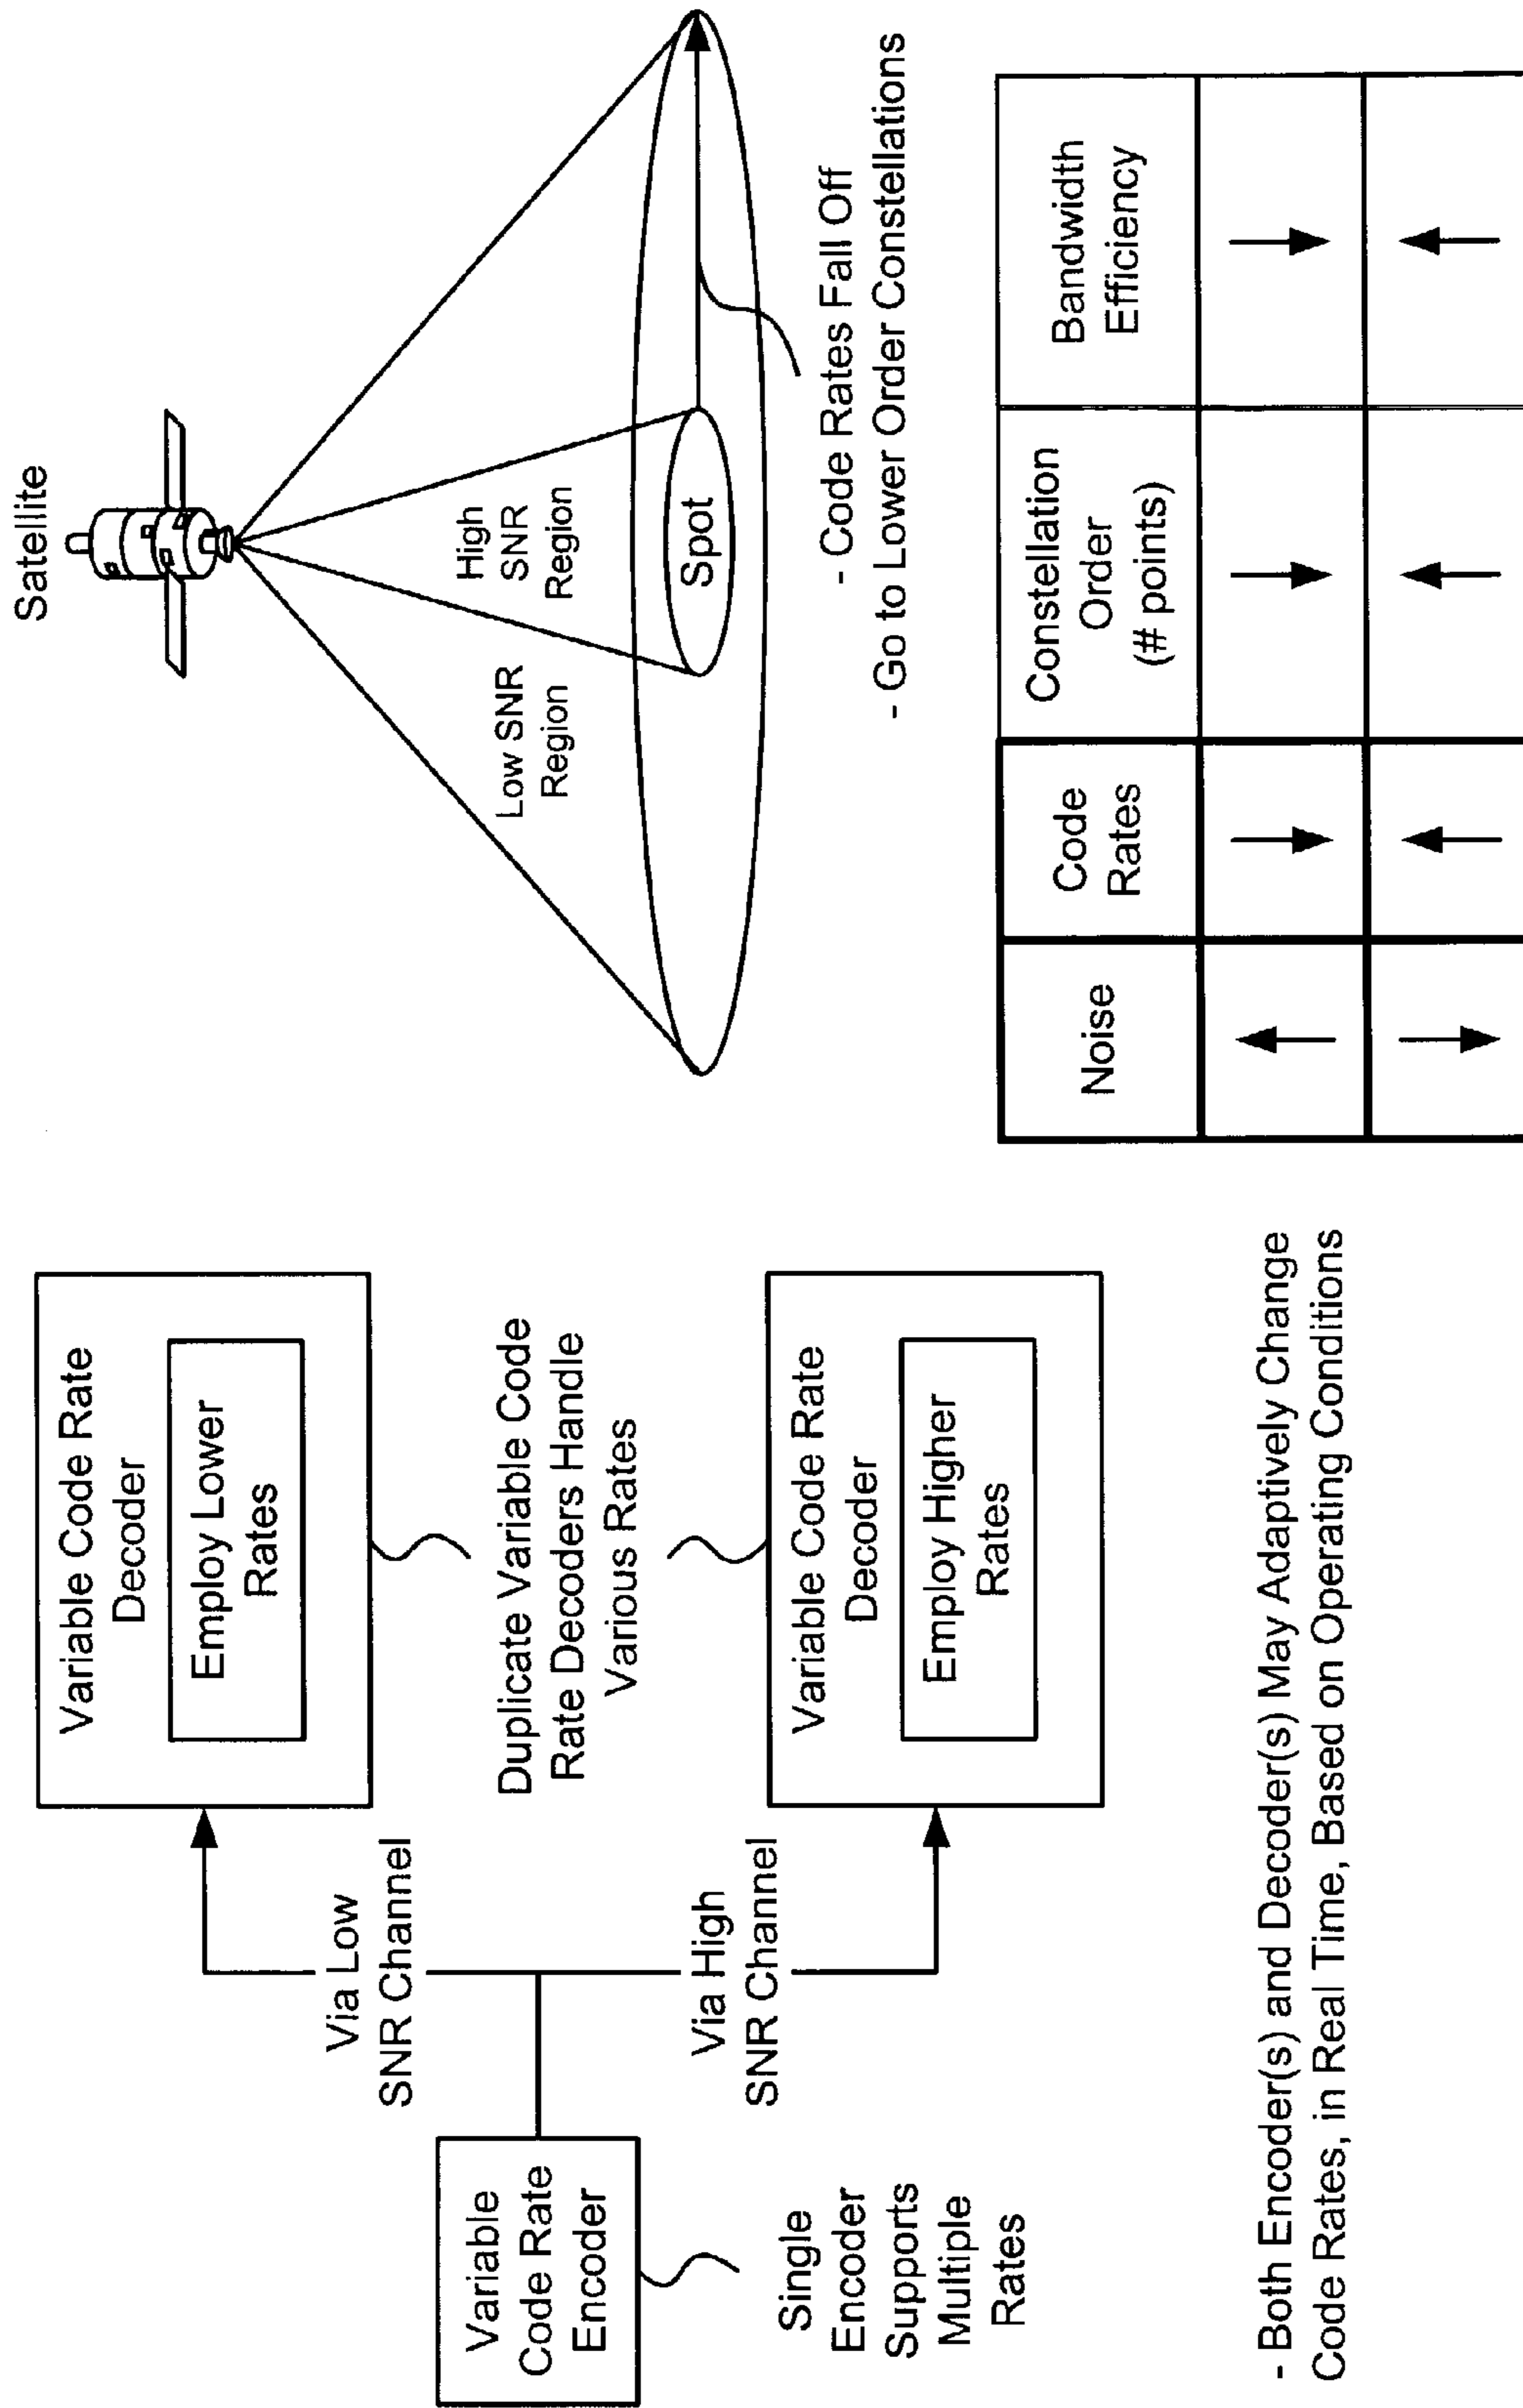 Variable
Code Rate
Encoder
Single
Encoder
Supports
Multiple
Rates
Via Low
SNR Channel
Via High
SNR Channel
Variable Code Rate
Decoder
Employ Lower
Rates
Duplicate Variable Code
Rate Decoders Handle
Various Rates
Variable Code Rate
Decoder
Employ Higher
Rates
- Both Encoder(s) and Decoder(s) May Adaptively Change
Code Rates, in Real Time, Based on Operating Conditions
Satellite
Low SNR
Region
High
SNR
Region
Spot
- Code Rates Fall Off
- Go to Lower Order Constellations
Noise
Code
Rates
Constellation
Order
(# points)
Bandwidth
Efficiency